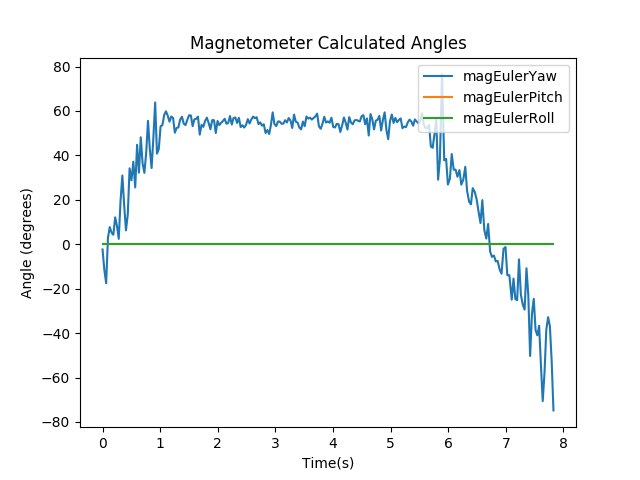 Magnetometer Calculated Angles
magEulerYaw
magEulerPitch
magEulerRoll
Angle (degrees)
80
60
40
20
0
−20
−40
−60
−80
0 1 2 3 4 5 6 7 8
Time(s)